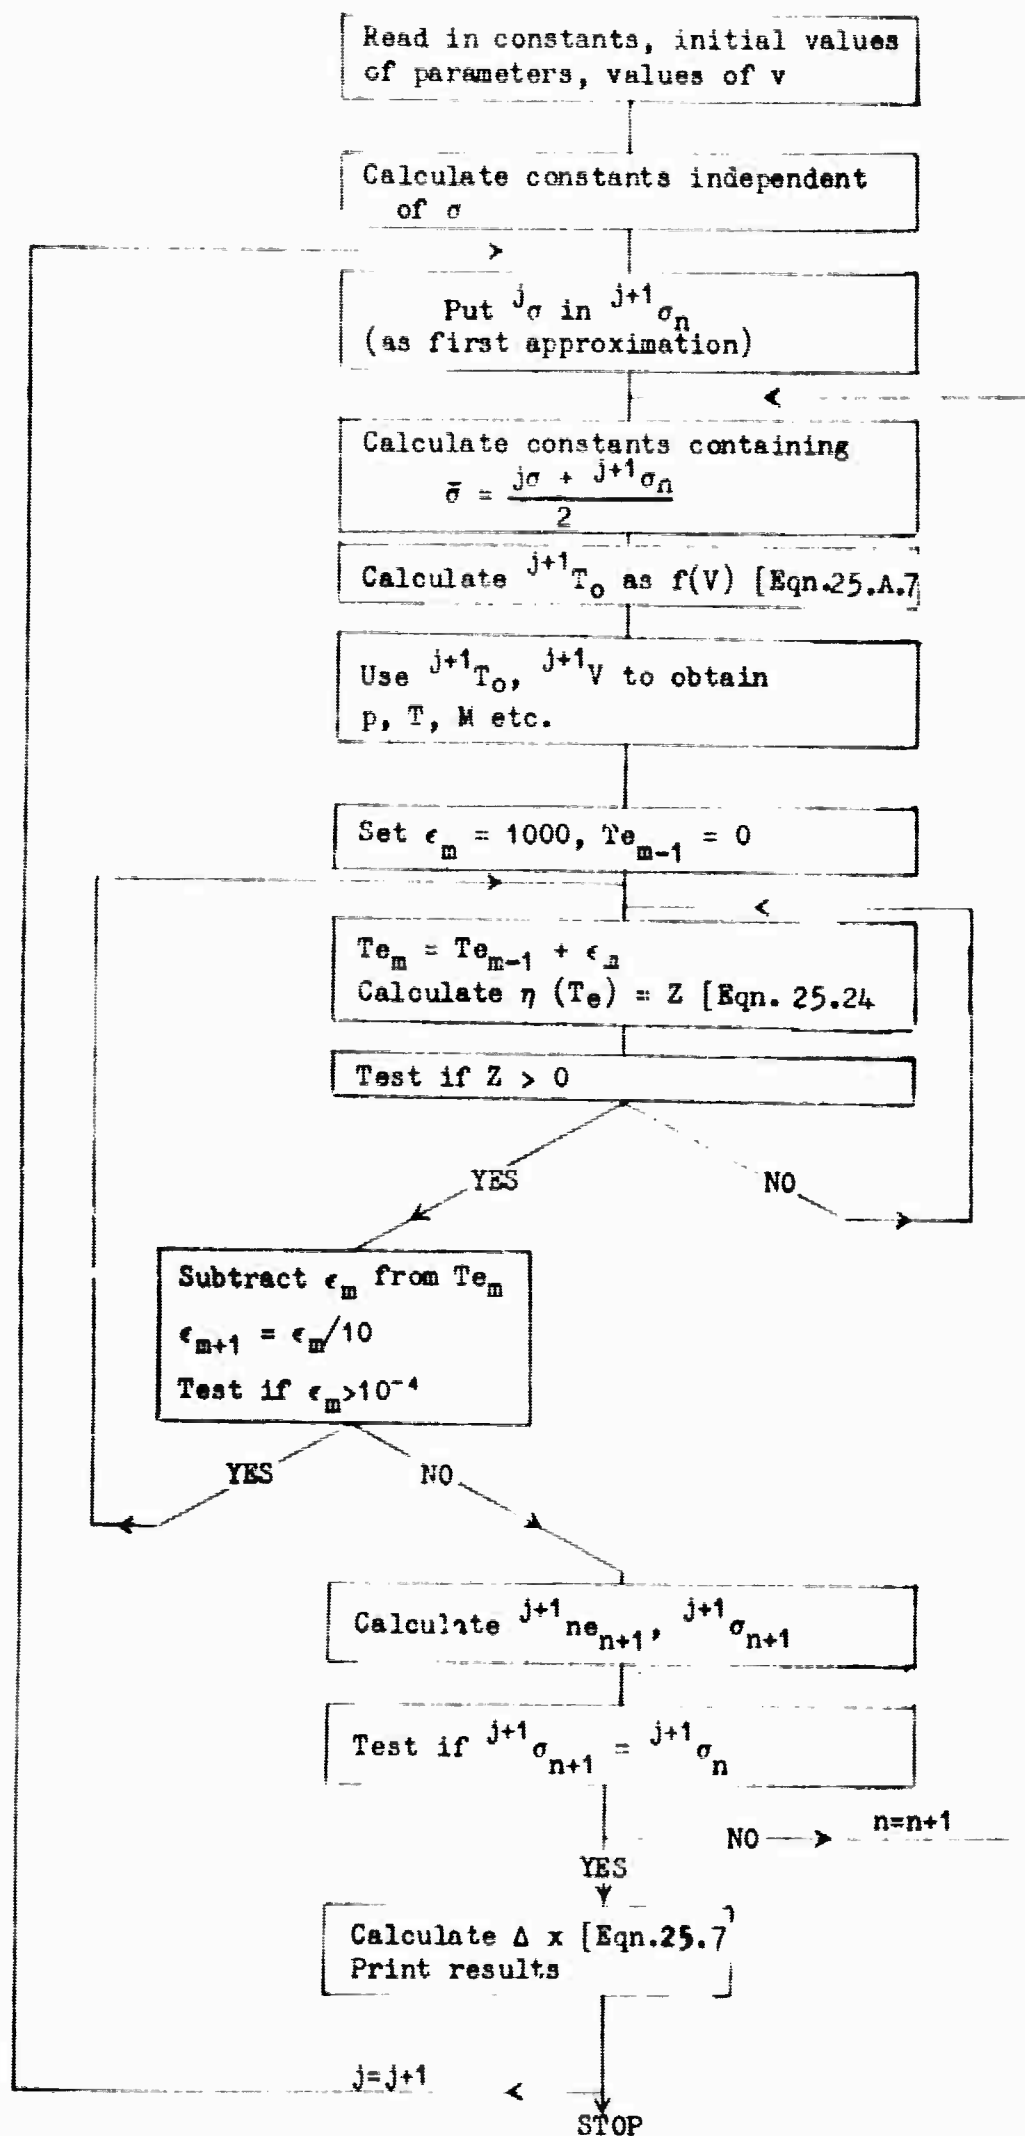 Read in constants, initial values
of parameters, values of v
Calculate constants independent
of σ
Put ʲσ in ʲ⁺¹σₙ
(as first approximation)
Calculate constants containing
σ̄ = (jσ + ʲ⁺¹σₙ)/2
Calculate ʲ⁺¹T₀ as f(V) [Eqn.25.A.7
Use ʲ⁺¹T₀, ʲ⁺¹V to obtain
p, T, M etc.
Set ϵₘ = 1000, Teₘ₋₁ = 0
Teₘ = Teₘ₋₁ + ϵₘ
Calculate η (Te) = Z [Eqn. 25.24
Test if Z > 0
YES
NO
Subtract ϵₘ from Teₘ
ϵₘ₊₁ = ϵₘ/10
Test if ϵₘ>10⁻⁴
YES
NO
Calculate ʲ⁺¹neₙ₊₁, ʲ⁺¹σₙ₊₁
Test if ʲ⁺¹σₙ₊₁ = ʲ⁺¹σₙ
NO
n=n+1
YES
Calculate Δ x [Eqn.25.7]
Print results
j=j+1
STOP